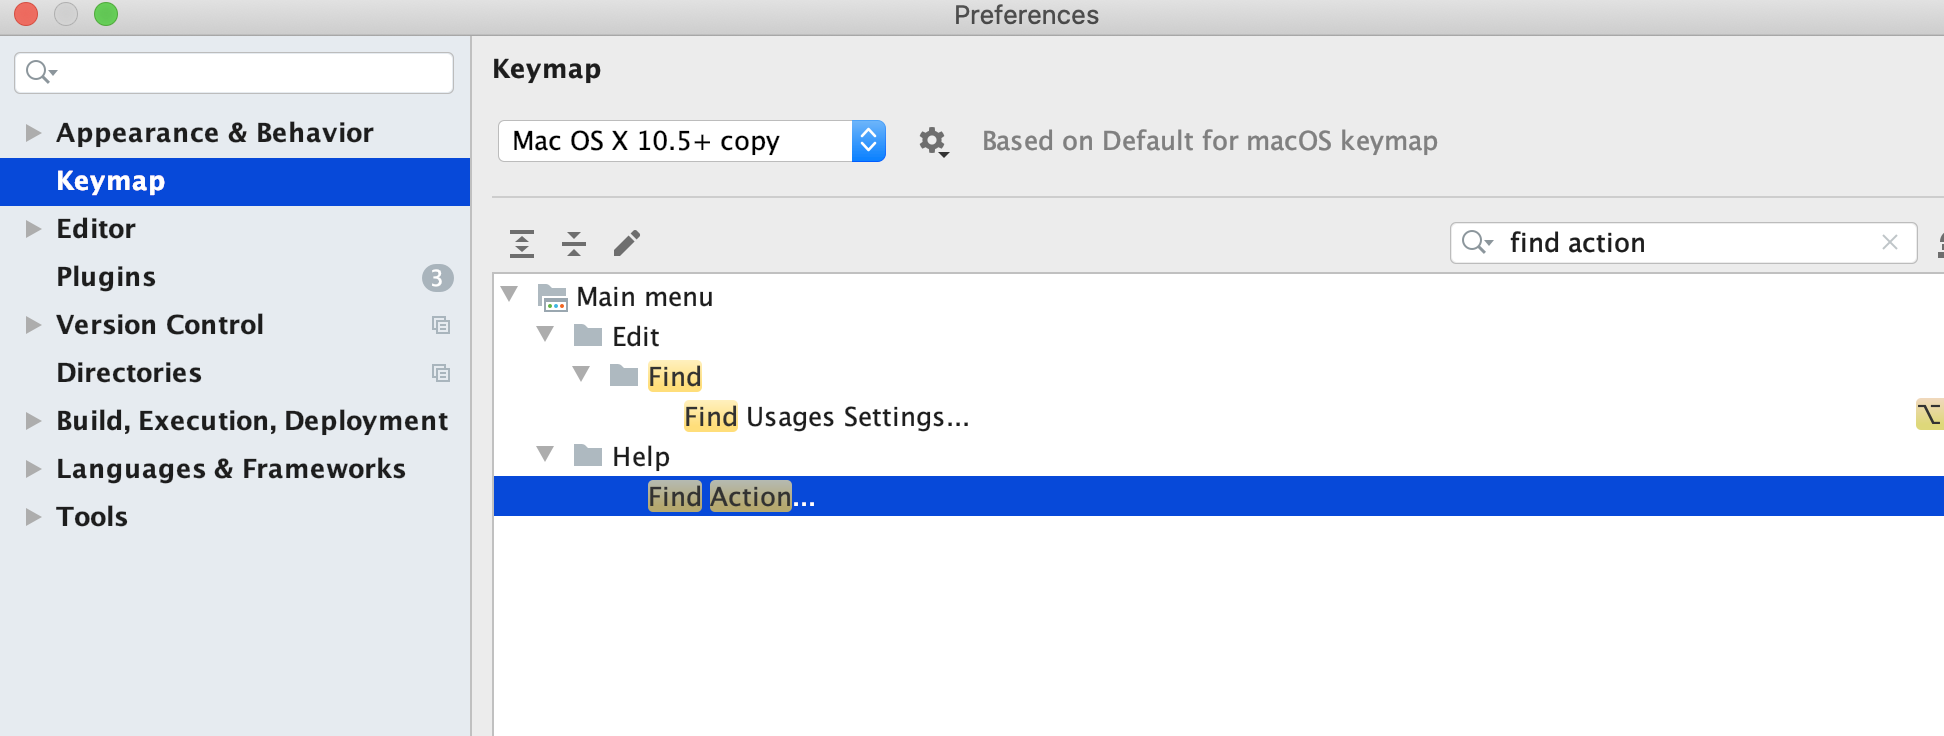 Preferences
Appearance & Behavior
Keymap
Editor
Plugins 3
Version Control
Directories
Build, Execution, Deployment
Languages & Frameworks
Tools
Keymap
Mac OS X 10.5+ copy Based on Default for macOS keymap
find action
Main menu
Edit
Find
Find Usages Settings... ⌥
Help
Find Action...